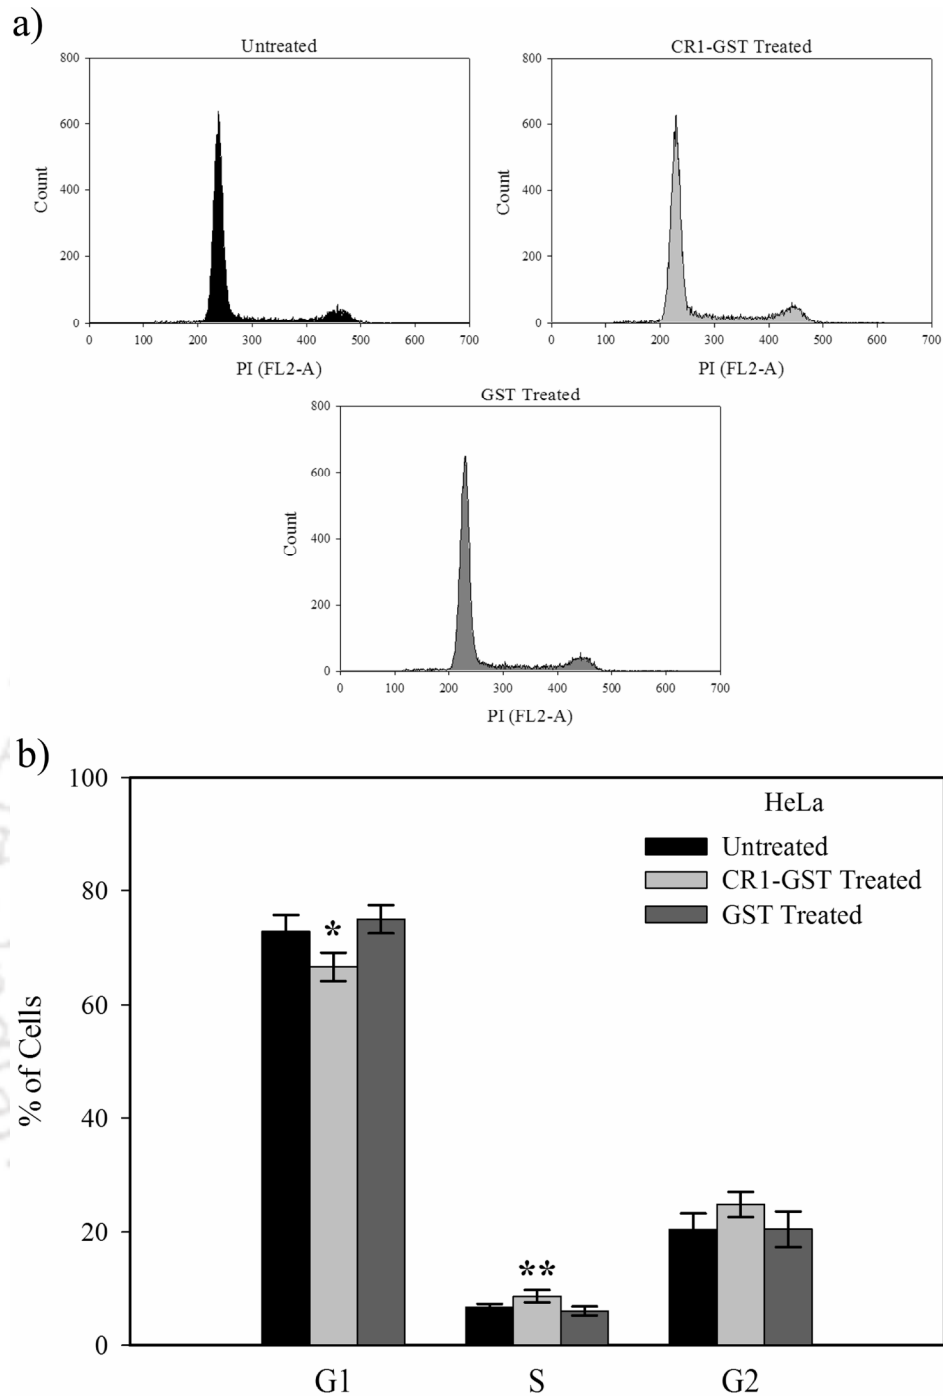 a)
Untreated
800
600
400
200
0
Count
0 100 200 300 400 500 600 700
PI (FL2-A)
CR1-GST Treated
800
600
400
200
0
Count
0 100 200 300 400 500 600 700
PI (FL2-A)
GST Treated
800
600
400
200
0
Count
0 100 200 300 400 500 600 700
PI (FL2-A)
b)
100
80
60
40
20
0
% of Cells
HeLa
Untreated
CR1-GST Treated
GST Treated
*
**
G1 S G2